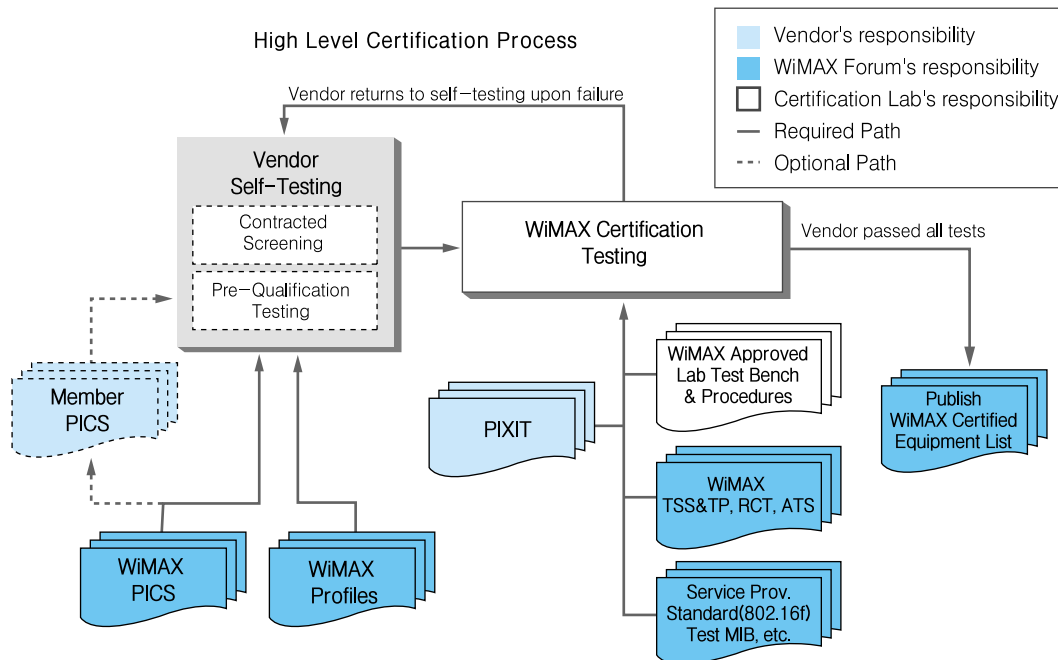 High Level Certification Process
Vendor's responsibility
WiMAX Forum's responsibility
Certification Lab's responsibility
Required Path
Optional Path
Vendor returns to self-testing upon failure
Vendor
Self-Testing
Contracted
Screening
Pre-Qualification
Testing
WiMAX Certification
Testing
Vendor passed all tests
Member
PICS
WiMAX
PICS
WiMAX
Profiles
PIXIT
WiMAX Approved
Lab Test Bench
& Procedures
WiMAX
TSS&TP, RCT, ATS
Service Prov.
Standard(802.16f)
Test MIB, etc.
Publish
WiMAX Certified
Equipment List